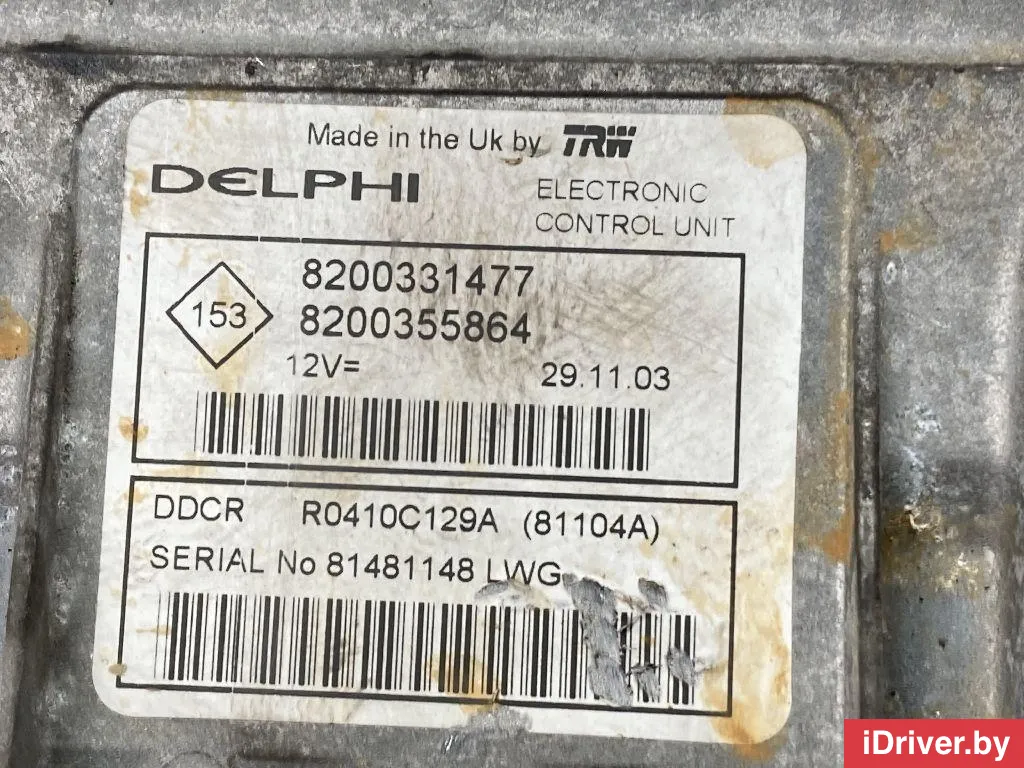 Made in the Uk by TRW
DELPHI
ELECTRONIC
CONTROL UNIT
153
8200331477
8200355864
12V=
29.11.03
DDCR R0410C129A (81104A)
SERIAL No 81481148 LWG
iDriver.by